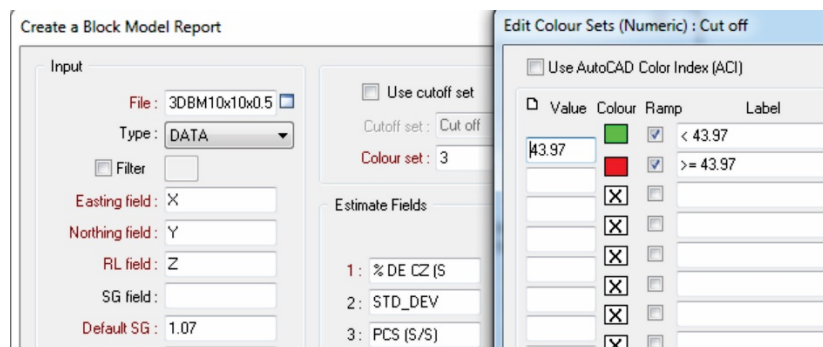 Create a Block Model Report
Input
File : 3DBM10x10x0.5
Type : DATA
Filter
Easting field : X
Northing field : Y
RL field : Z
SG field :
Default SG : 1.07
Use cutoff set
Cutoff set : Cut off
Colour set : 3
Estimate Fields
1 : % DE CZ (S
2 : STD_DEV
3 : PCS (S/S)
Edit Colour Sets (Numeric) : Cut off
Use AutoCAD Color Index (ACI)
Value Colour Ramp Label
43.97
< 43.97
>= 43.97